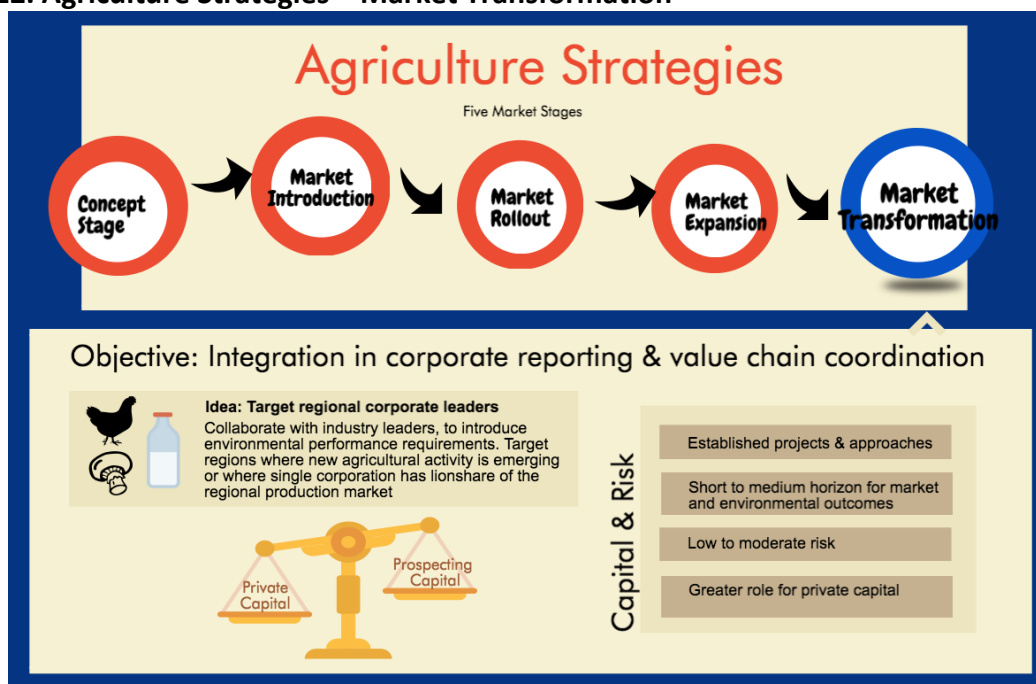 Agriculture Strategies
Market Transformation
Agriculture Strategies
Five Market Stages
Concept
Stage
Market
Introduction
Market
Rollout
Market
Expansion
Market
Transformation
Objective: Integration in corporate reporting & value chain coordination
Idea: Target regional corporate leaders
Collaborate with industry leaders, to introduce
environmental performance requirements. Target
regions where new agricultural activity is emerging
or where single corporation has lionshare of the
regional production market
Private
Capital
Prospecting
Capital
Capital & Risk
Established projects & approaches
Short to medium horizon for market
and environmental outcomes
Low to moderate risk
Greater role for private capital